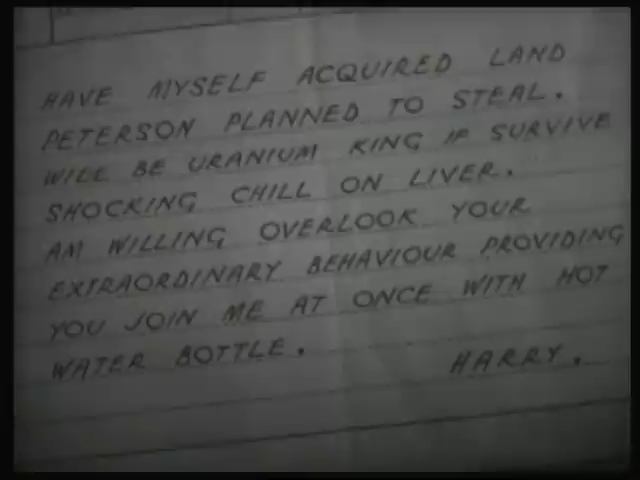 HAVE MYSELF ACQUIRED LAND
PETERSON PLANNED TO STEAL.
WILL BE URANIUM KING IF SURVIVE
SHOCKING CHILL ON LIVER.
AM WILLING OVERLOOK YOUR
EXTRAORDINARY BEHAVIOUR PROVIDING
YOU JOIN ME AT ONCE WITH HOT
WATER BOTTLE.
HARRY.